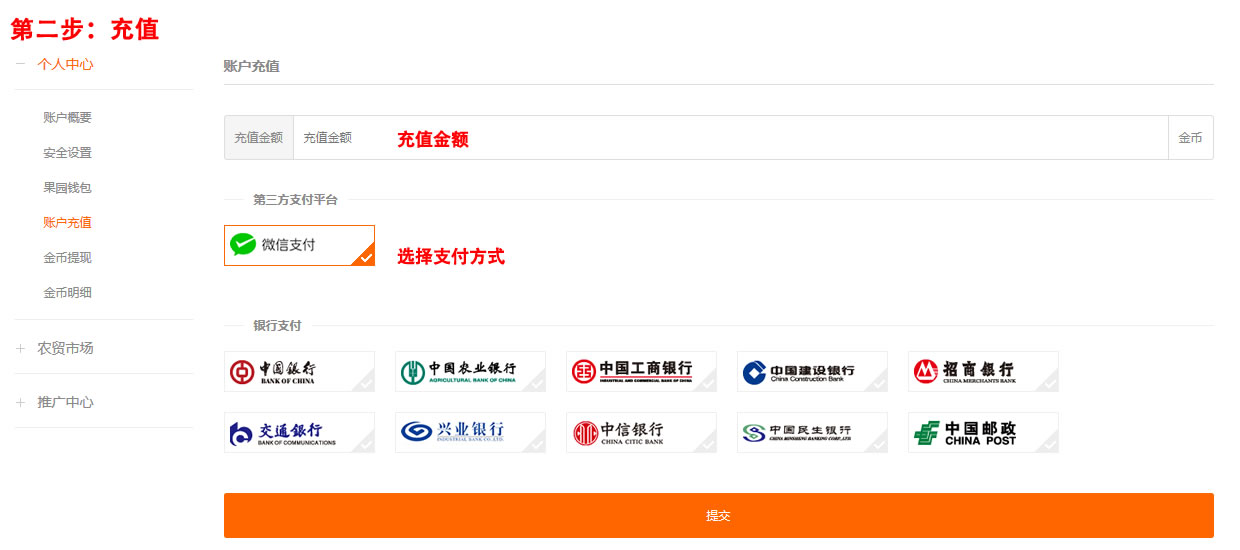 第二步：充值
个人中心
账户概要
安全设置
果园钱包
账户充值
金币提现
金币明细
农贸市场
推广中心
账户充值
充值金额 充值金额 充值金额 金币
第三方支付平台
微信支付 选择支付方式
银行支付
中国银行 中国农业银行 中国工商银行 中国建设银行 招商银行
BANK OF CHINA AGRICULTURAL BANK OF CHINA INDUSTRIAL AND COMMERCIAL BANK OF CHINA China Construction Bank CHINA MERCHANTS BANK
交通银行 兴业银行 中信银行 中国民生银行 中国邮政
BANK OF COMMUNICATIONS INDUSTRIAL BANK CO.,LTD. CHINA CITIC BANK CHINA MINSHENG BANKING CORP.,LTD CHINA POST
提交